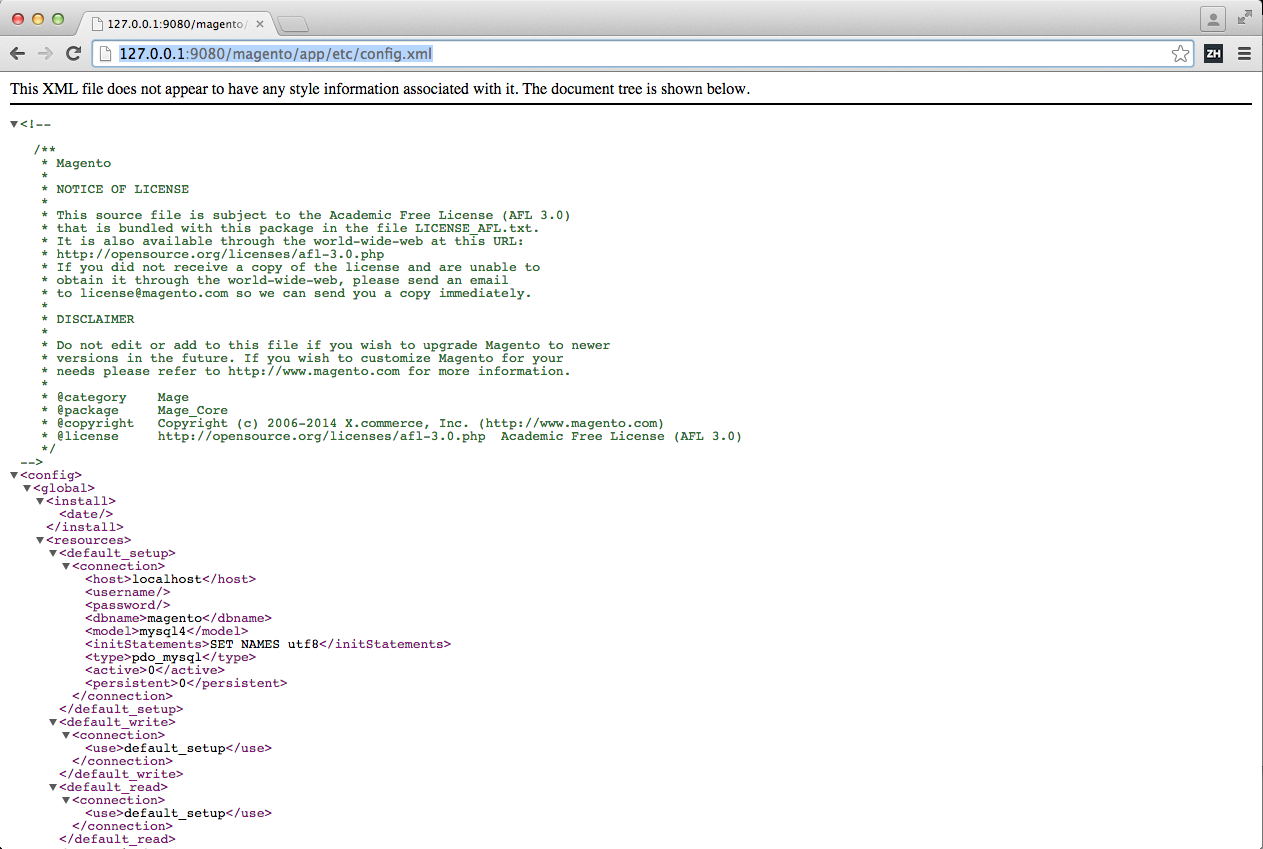 127.0.0.1:9080/magento/
127.0.0.1:9080/magento/app/etc/config.xml
ZH
This XML file does not appear to have any style information associated with it. The document tree is shown below.
▼<!--
/**
* Magento
*
* NOTICE OF LICENSE
*
* This source file is subject to the Academic Free License (AFL 3.0)
* that is bundled with this package in the file LICENSE_AFL.txt.
* It is also available through the world-wide-web at this URL:
* http://opensource.org/licenses/afl-3.0.php
* If you did not receive a copy of the license and are unable to
* obtain it through the world-wide-web, please send an email
* to license@magento.com so we can send you a copy immediately.
*
* DISCLAIMER
*
* Do not edit or add to this file if you wish to upgrade Magento to newer
* versions in the future. If you wish to customize Magento for your
* needs please refer to http://www.magento.com for more information.
*
* @category    Mage
* @package     Mage_Core
* @copyright   Copyright (c) 2006-2014 X.commerce, Inc. (http://www.magento.com)
* @license     http://opensource.org/licenses/afl-3.0.php  Academic Free License (AFL 3.0)
*/
-->
▼<config>
▼<global>
▼<install>
<date/>
</install>
▼<resources>
▼<default_setup>
▼<connection>
<host>localhost</host>
<username/>
<password/>
<dbname>magento</dbname>
<model>mysql4</model>
<initStatements>SET NAMES utf8</initStatements>
<type>pdo_mysql</type>
<active>0</active>
<persistent>0</persistent>
</connection>
</default_setup>
▼<default_write>
▼<connection>
<use>default_setup</use>
</connection>
</default_write>
▼<default_read>
▼<connection>
<use>default_setup</use>
</connection>
</default_read>